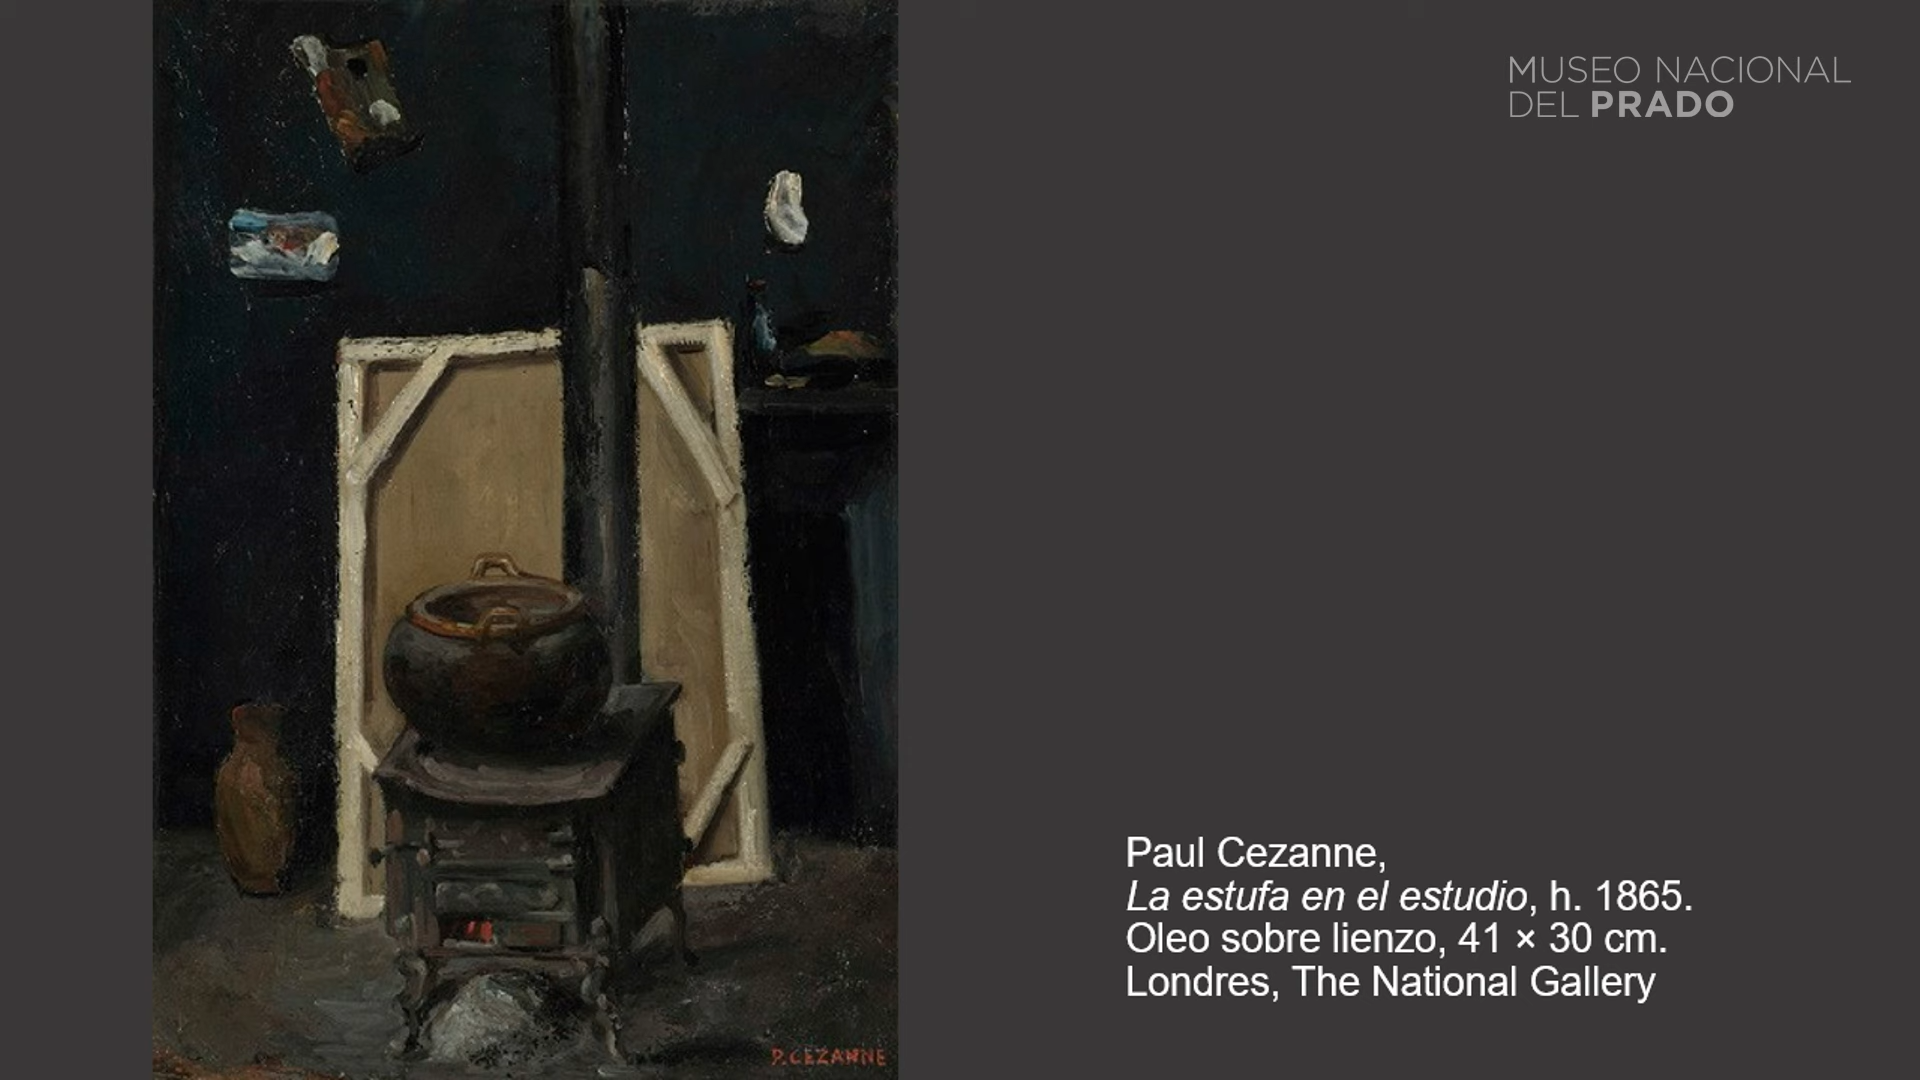 MUSEO NACIONAL
DEL PRADO
Paul Cezanne,
La estufa en el estudio, h. 1865.
Oleo sobre lienzo, 41 × 30 cm.
Londres, The National Gallery
P. CEZANNE